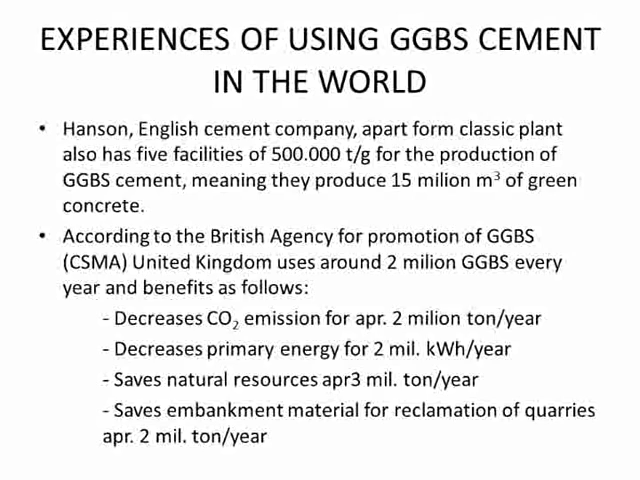 EXPERIENCES OF USING GGBS CEMENT
IN THE WORLD
• Hanson, English cement company, apart form classic plant
also has five facilities of 500.000 t/g for the production of
GGBS cement, meaning they produce 15 milion m³ of green
concrete.
• According to the British Agency for promotion of GGBS
(CSMA) United Kingdom uses around 2 milion GGBS every
year and benefits as follows:
- Decreases CO₂ emission for apr. 2 milion ton/year
- Decreases primary energy for 2 mil. kWh/year
- Saves natural resources apr3 mil. ton/year
- Saves embankment material for reclamation of quarries
apr. 2 mil. ton/year